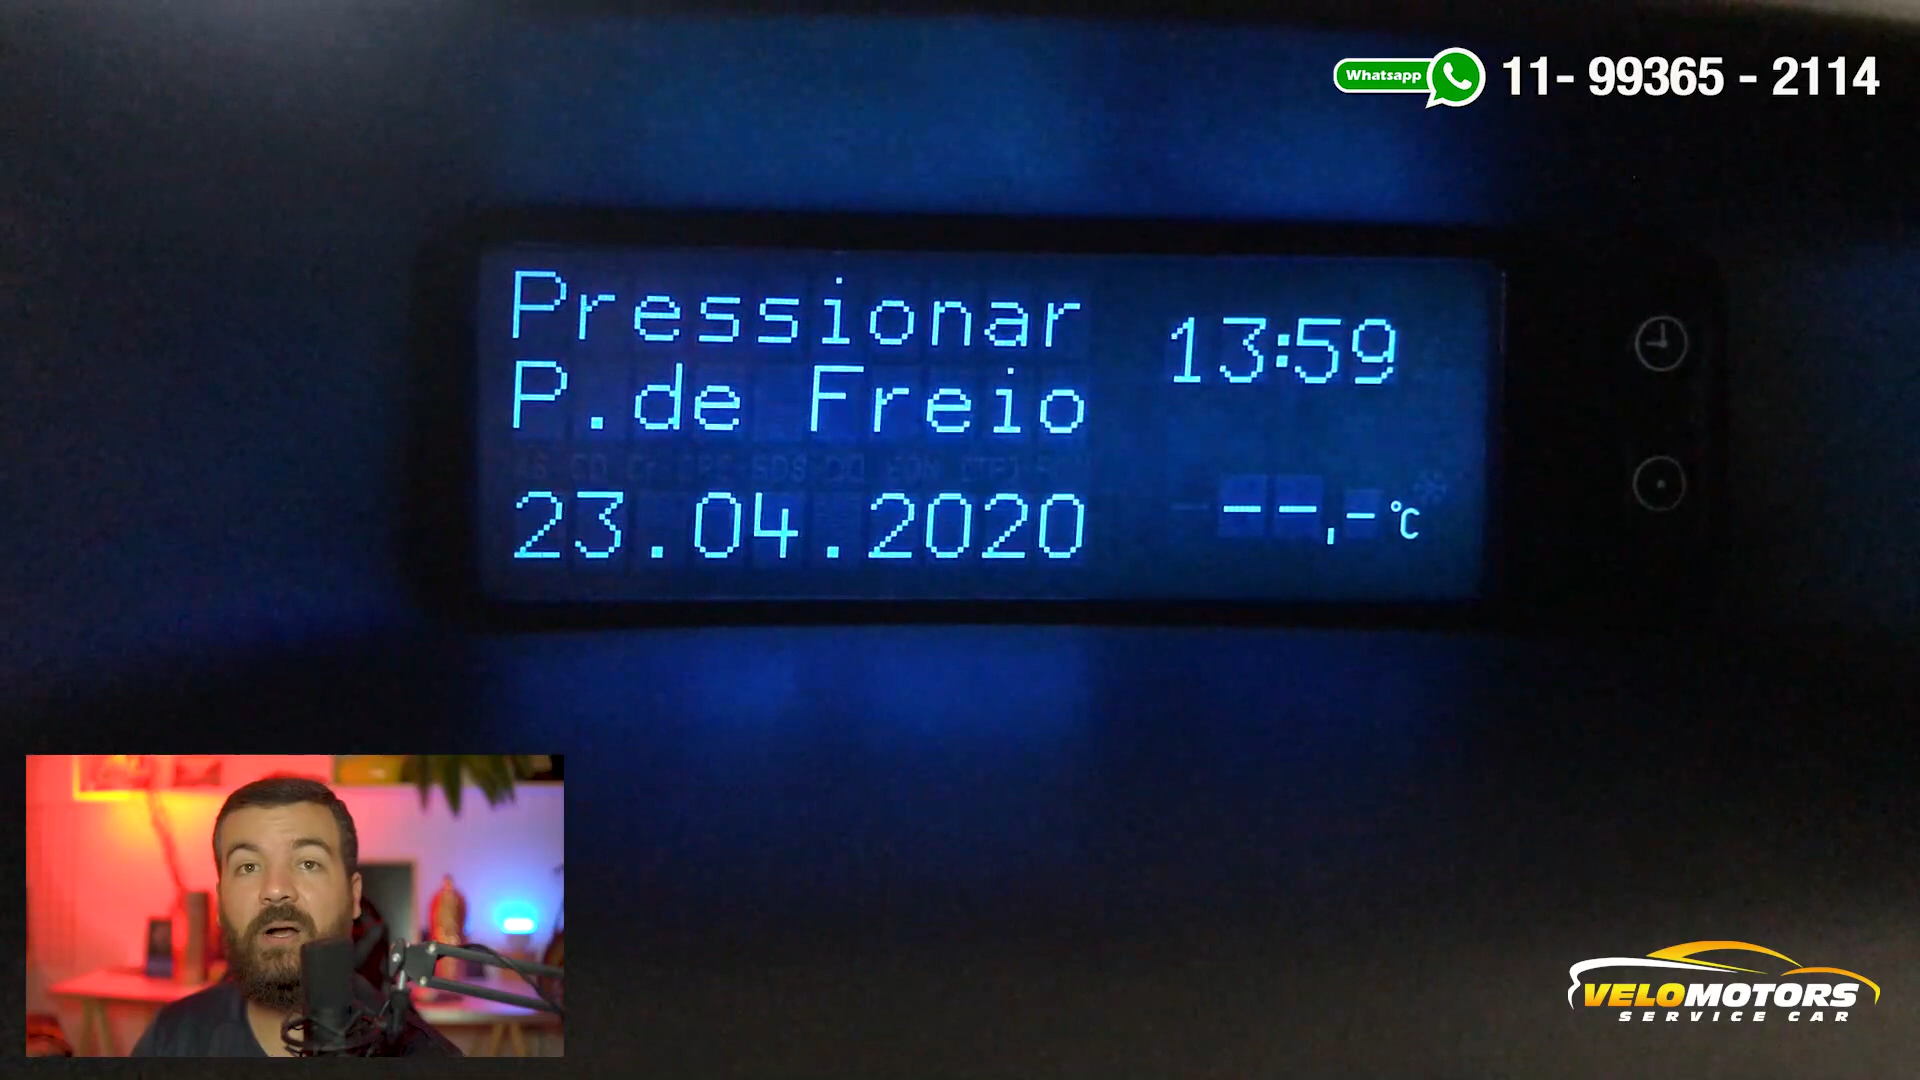 Whatsapp 11- 99365 - 2114
Pressionar
13:59
P.de Freio
23.04.2020
--,-°C
VELOMOTORS
SERVICE CAR